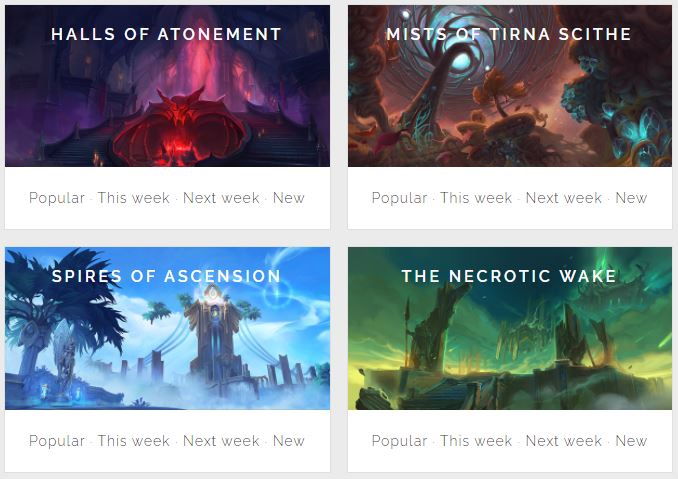 HALLS OF ATONEMENT
Popular · This week · Next week · New
MISTS OF TIRNA SCITHE
Popular · This week · Next week · New
SPIRES OF ASCENSION
Popular · This week · Next week · New
THE NECROTIC WAKE
Popular · This week · Next week · New